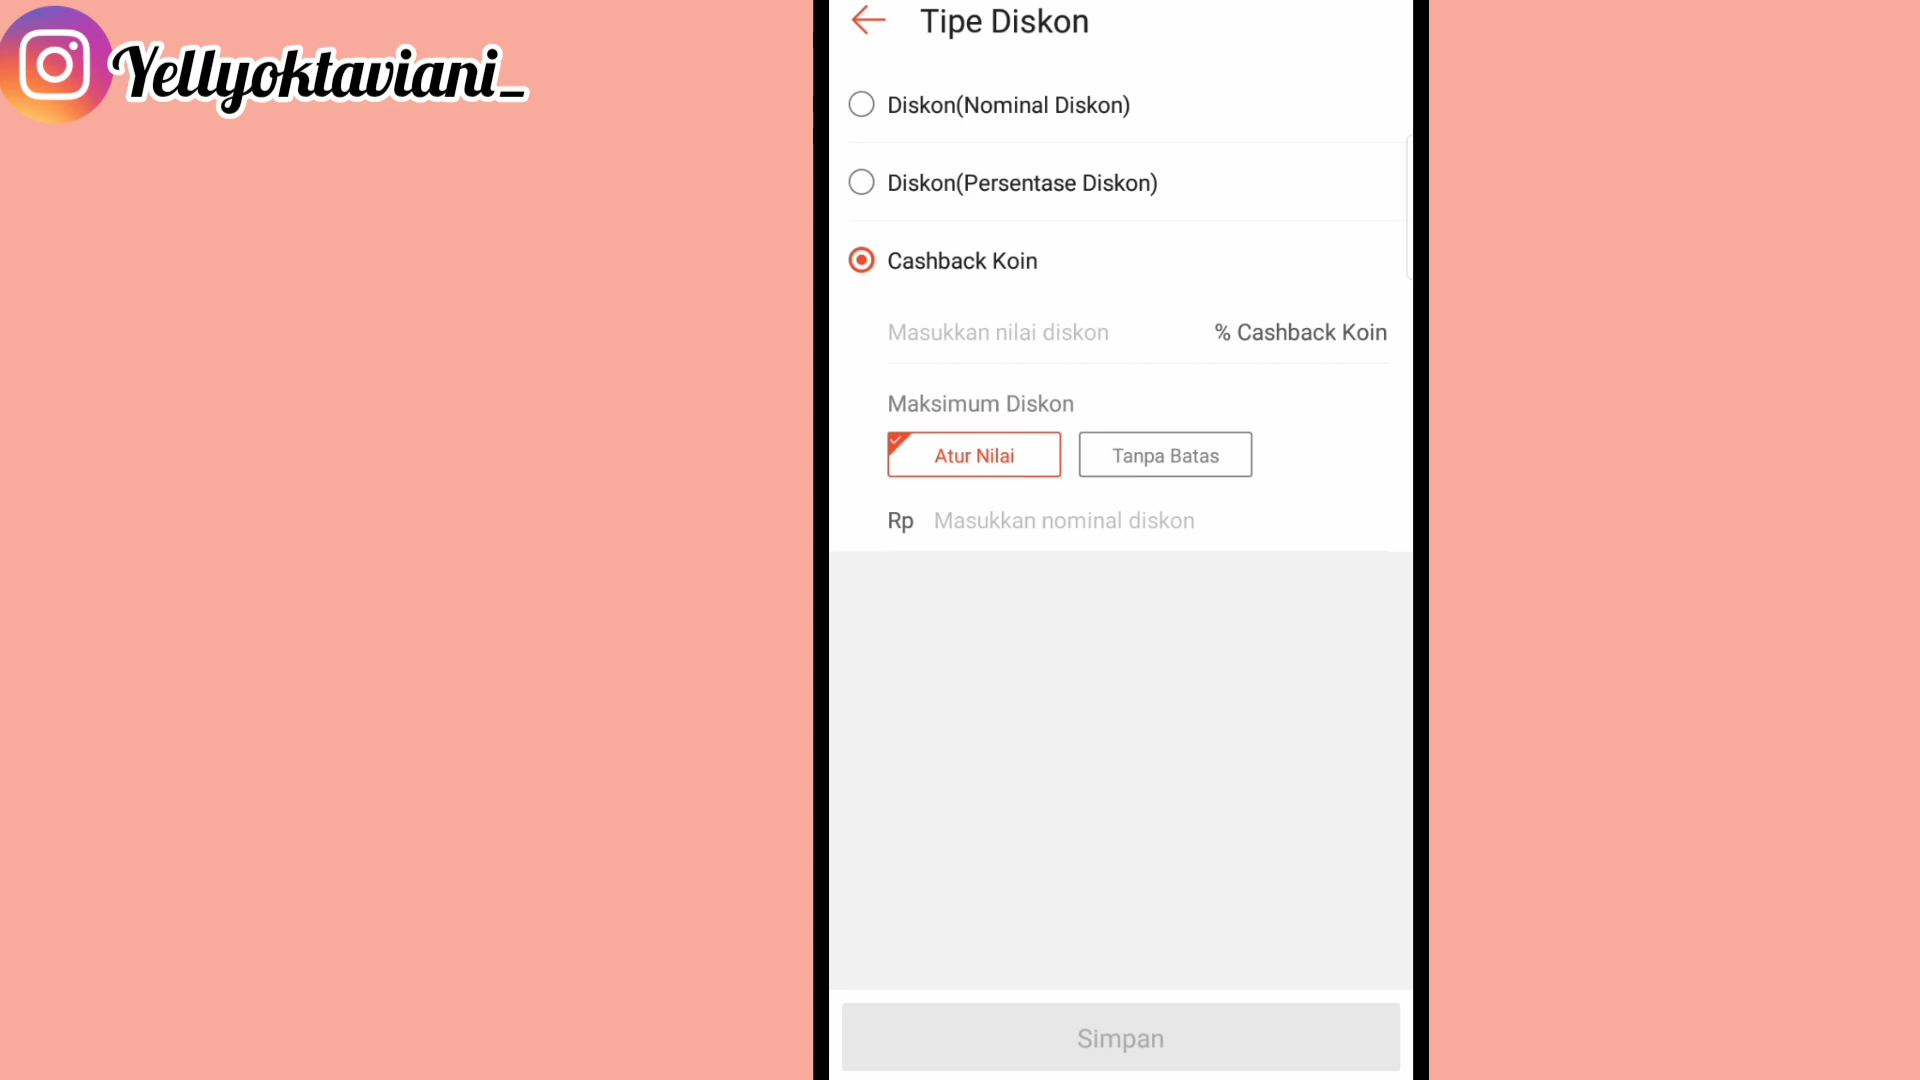 Yellyoktaviani_
Tipe Diskon
Diskon(Nominal Diskon)
Diskon(Persentase Diskon)
Cashback Koin
Masukkan nilai diskon % Cashback Koin
Maksimum Diskon
Atur Nilai Tanpa Batas
Rp Masukkan nominal diskon
Simpan